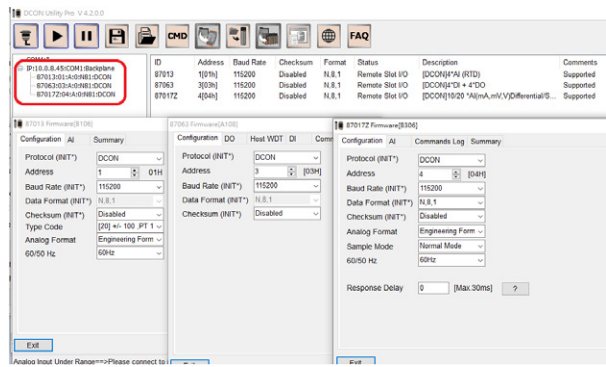 DCON Utility Pro V 4.2.0.0
CMD
FAQ
IP:10.0.8.45:COM1:Backplane
87013:01:A:0:N81:DCON
87063:03:A:0:N81:DCON
87017Z:04:A:0:N81:DCON
ID Address Baud Rate Checksum Format Status Description Comments
87013 1[01h] 115200 Disabled N,8,1 Remote Slot I/O [DCON]4*AI (RTD) Supported
87063 3[03h] 115200 Disabled N,8,1 Remote Slot I/O [DCON]4*DI + 4*DO Supported
87017Z 4[04h] 115200 Disabled N,8,1 Remote Slot I/O [DCON]10/20 *AI(mA,mV,V)Differential/S... Supported
87013 Firmware[B106]
Configuration AI Summary
Protocol (INIT*) DCON
Address 1 01H
Baud Rate (INIT*) 115200
Data Format (INIT*) N,8,1
Checksum (INIT*) Disabled
Type Code [20] +/- 100 .PT 1
Analog Format Engineering Form
60/50 Hz 60Hz
Exit
Analog Input Under Range==>Please connect to
87063 Firmware[A108]
Configuration DO Host WDT DI Comm
Protocol (INIT*) DCON
Address 3 [03H]
Baud Rate (INIT*) 115200
Data Format (INIT*) N,8,1
Checksum (INIT*) Disabled
87017Z Firmware[B306]
Configuration AI Commands Log Summary
Protocol (INIT*) DCON
Address 4 [04H]
Baud Rate (INIT*) 115200
Data Format (INIT*) N,8,1
Checksum (INIT*) Disabled
Analog Format Engineering Form
Sample Mode Normal Mode
60/50 Hz 60Hz
Response Delay 0 [Max:30ms] ?
Exit